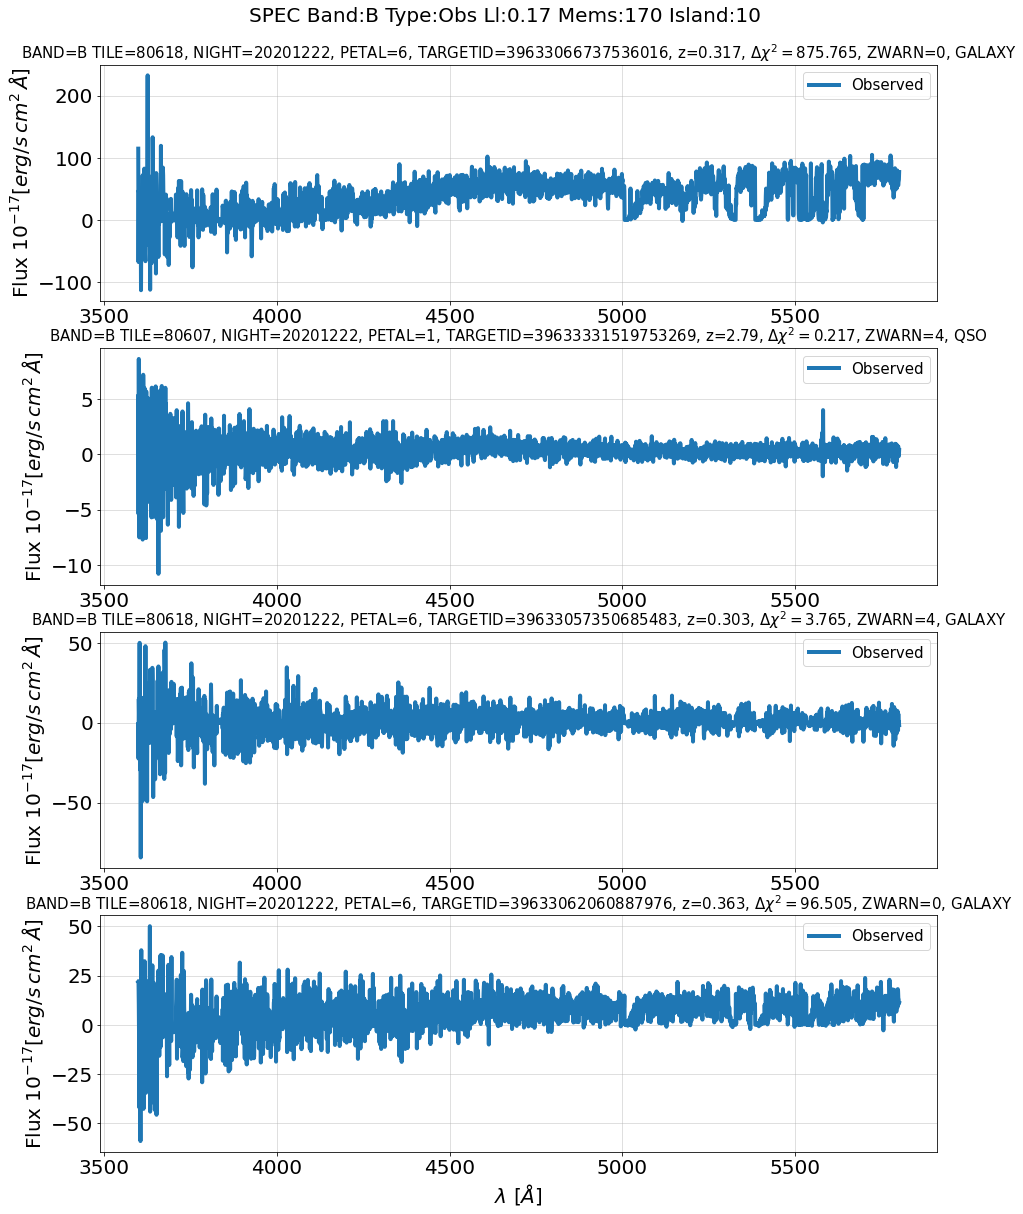 SPEC Band:B Type:Obs Ll:0.17 Mems:170 Island:10
BAND=B TILE=80618, NIGHT=20201222, PETAL=6, TARGETID=39633066737536016, z=0.317, Δχ² = 875.765, ZWARN=0, GALAXY
Flux 10⁻¹⁷[erg/s cm² Å]
200
100
0
−100
Observed
3500 4000 4500 5000 5500
BAND=B TILE=80607, NIGHT=20201222, PETAL=1, TARGETID=39633331519753269, z=2.79, Δχ² = 0.217, ZWARN=4, QSO
Flux 10⁻¹⁷[erg/s cm² Å]
5
0
−5
−10
Observed
3500 4000 4500 5000 5500
BAND=B TILE=80618, NIGHT=20201222, PETAL=6, TARGETID=39633057350685483, z=0.303, Δχ² = 3.765, ZWARN=4, GALAXY
Flux 10⁻¹⁷[erg/s cm² Å]
50
0
−50
Observed
3500 4000 4500 5000 5500
BAND=B TILE=80618, NIGHT=20201222, PETAL=6, TARGETID=39633062060887976, z=0.363, Δχ² = 96.505, ZWARN=0, GALAXY
Flux 10⁻¹⁷[erg/s cm² Å]
50
25
0
−25
−50
Observed
3500 4000 4500 5000 5500
λ [Å]